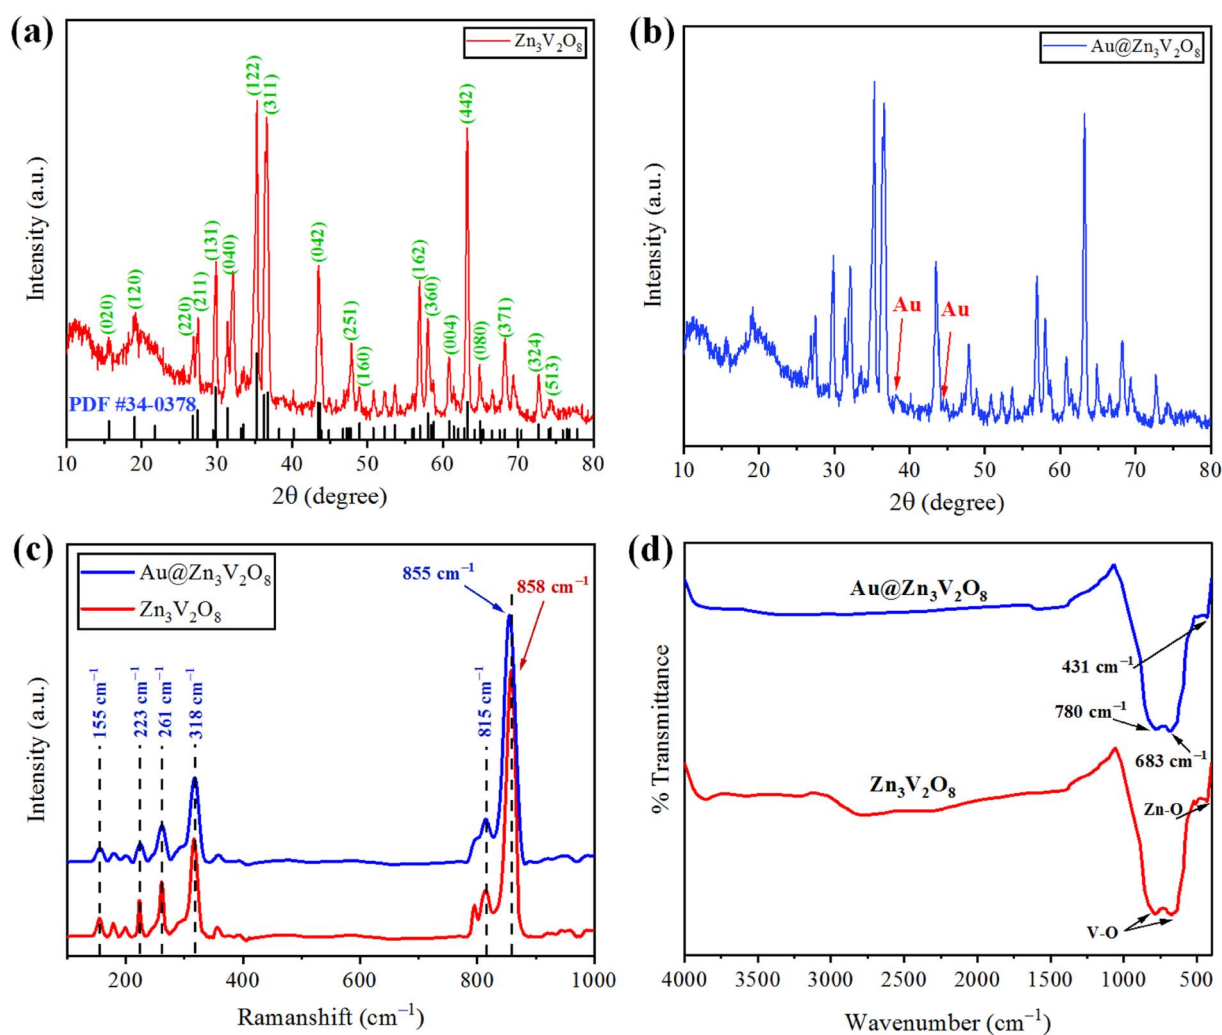 (a)
Zn₃V₂O₈
(020)
(120)
(220)
(211)
(131)
(040)
(122)
(311)
(042)
(251)
(160)
(162)
(360)
(004)
(442)
(080)
(371)
(324)
(513)
PDF #34-0378
Intensity (a.u.)
10 20 30 40 50 60 70 80
2θ (degree)
(b)
Au@Zn₃V₂O₈
Au
Au
Intensity (a.u.)
10 20 30 40 50 60 70 80
2θ (degree)
(c)
Au@Zn₃V₂O₈
Zn₃V₂O₈
155 cm⁻¹
223 cm⁻¹
261 cm⁻¹
318 cm⁻¹
815 cm⁻¹
855 cm⁻¹
858 cm⁻¹
Intensity (a.u.)
200 400 600 800 1000
Ramanshift (cm⁻¹)
(d)
Au@Zn₃V₂O₈
431 cm⁻¹
780 cm⁻¹
683 cm⁻¹
Zn₃V₂O₈
Zn-O
V-O
% Transmittance
4000 3500 3000 2500 2000 1500 1000 500
Wavenumber (cm⁻¹)